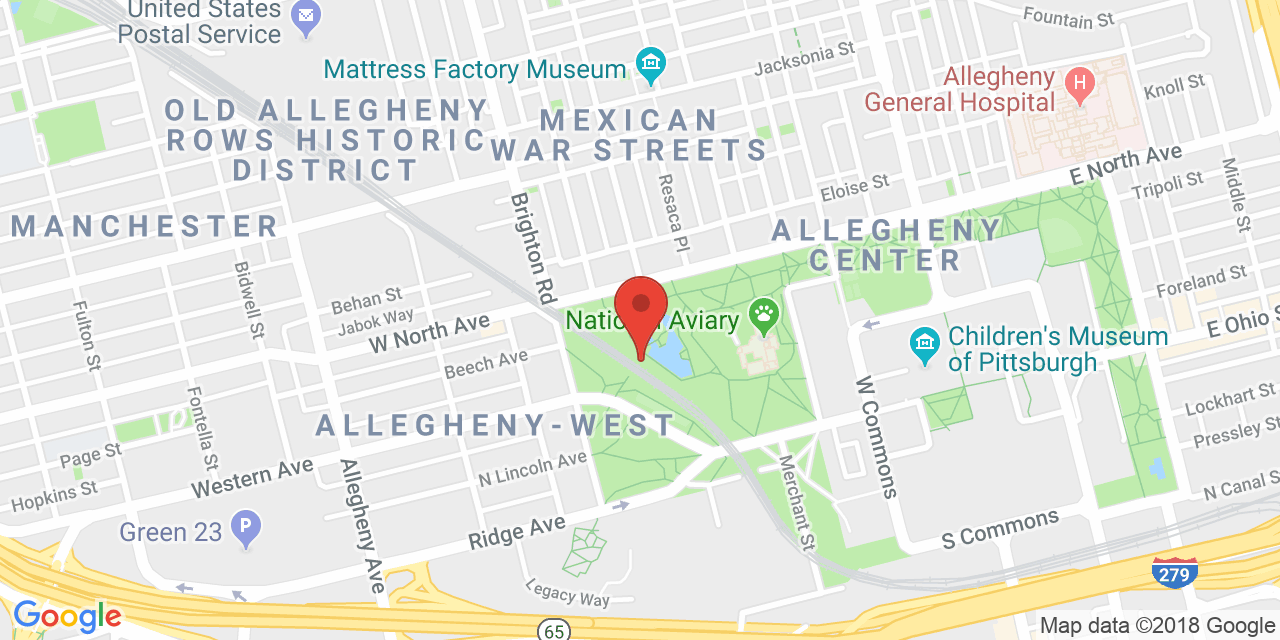 United States
Postal Service
Fountain St
Mattress Factory Museum
Jacksonia St
Allegheny
General Hospital
H
Knoll St
OLD ALLEGHENY
ROWS HISTORIC
DISTRICT
MEXICAN
WAR STREETS
E North Ave
Tripoli St
Middle St
Eloise St
Resaca Pl
MANCHESTER
Brighton Rd
ALLEGHENY
CENTER
Bidwell St
Fulton St
Behan St
Jabok Way
W North Ave
Beech Ave
National Aviary
Foreland St
E Ohio S
Children's Museum
of Pittsburgh
W Commons
Lockhart St
Pressley St
Fontella St
ALLEGHENY-WEST
Page St
Hopkins St
Western Ave
Allegheny Ave
N Lincoln Ave
Merchant St
N Canal S
Green 23
P
Ridge Ave
S Commons
279
Legacy Way
65
Google
Map data ©2018 Google